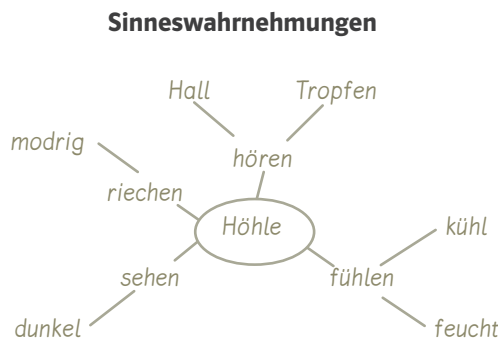 Sinneswahrnehmungen
Hall
Tropfen
modrig
hören
riechen
Höhle
kühl
sehen
fühlen
dunkel
feucht